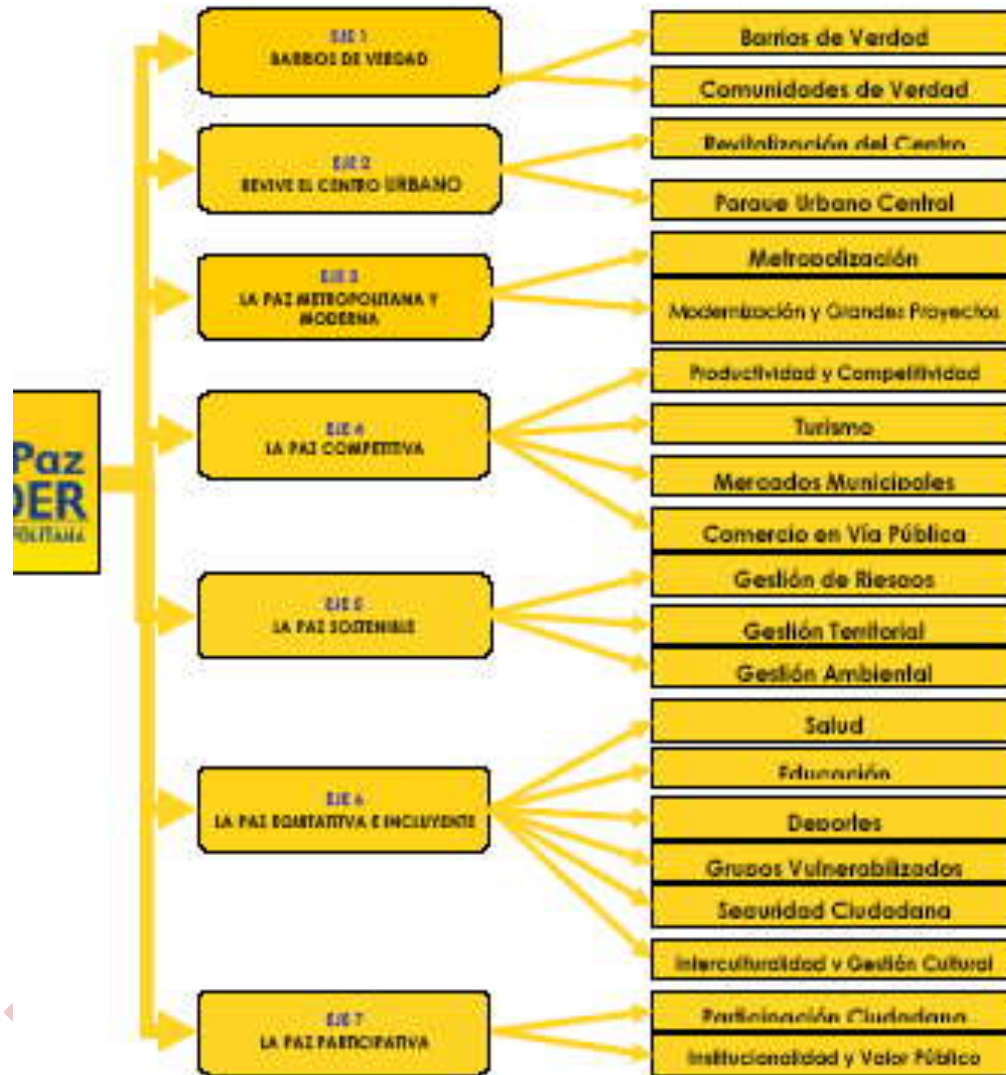 Paz
DER
POLITANA
EJE 1
BARRIOS DE VERDAD
Barrios de Verdad
Comunidades de Verdad
EJE 2
REVIVE EL CENTRO URBANO
Revitalización del Centro
Parque Urbano Central
EJE 3
LA PAZ METROPOLITANA Y
MODERNA
Metropolización
Modernización y Grandes Proyectos
EJE 4
LA PAZ COMPETITIVA
Productividad y Competitividad
Turismo
Mercados Municipales
Comercio en Vía Pública
EJE 5
LA PAZ SOSTENIBLE
Gestión de Riesgos
Gestión Territorial
Gestión Ambiental
EJE 6
LA PAZ EQUITATIVA E INCLUYENTE
Salud
Educación
Deportes
Grupos Vulnerabilizados
Seguridad Ciudadana
Interculturalidad y Gestión Cultural
EJE 7
LA PAZ PARTICIPATIVA
Participación Ciudadana
Institucionalidad y Valor Público